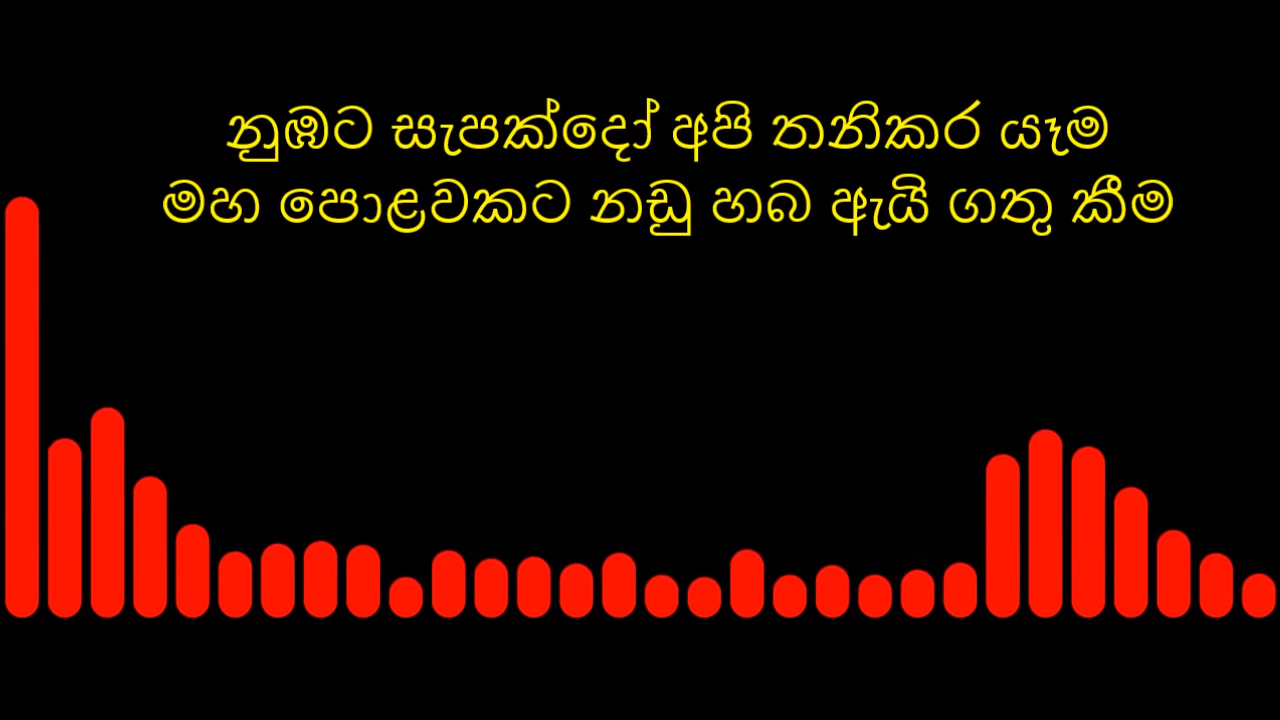 නුඹට සැපක්දෝ අපි තනිකර යෑම
මහ පොළවකට නඩු හබ ඇයි ගතු කීම